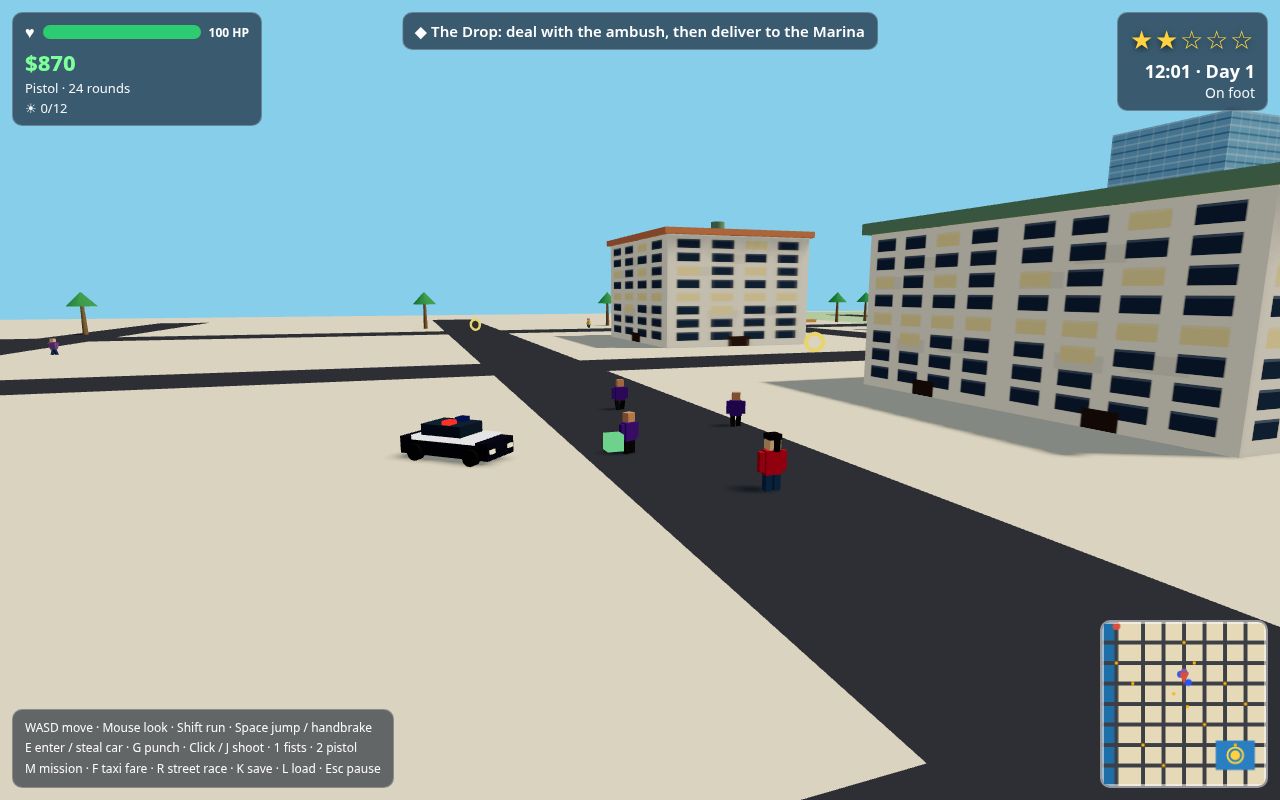 ♥ 100 HP
$870
Pistol · 24 rounds
☀ 0/12
◆ The Drop: deal with the ambush, then deliver to the Marina
★★☆☆☆
12:01 · Day 1
On foot
WASD move · Mouse look · Shift run · Space jump / handbrake
E enter / steal car · G punch · Click / J shoot · 1 fists · 2 pistol
M mission · F taxi fare · R street race · K save · L load · Esc pause